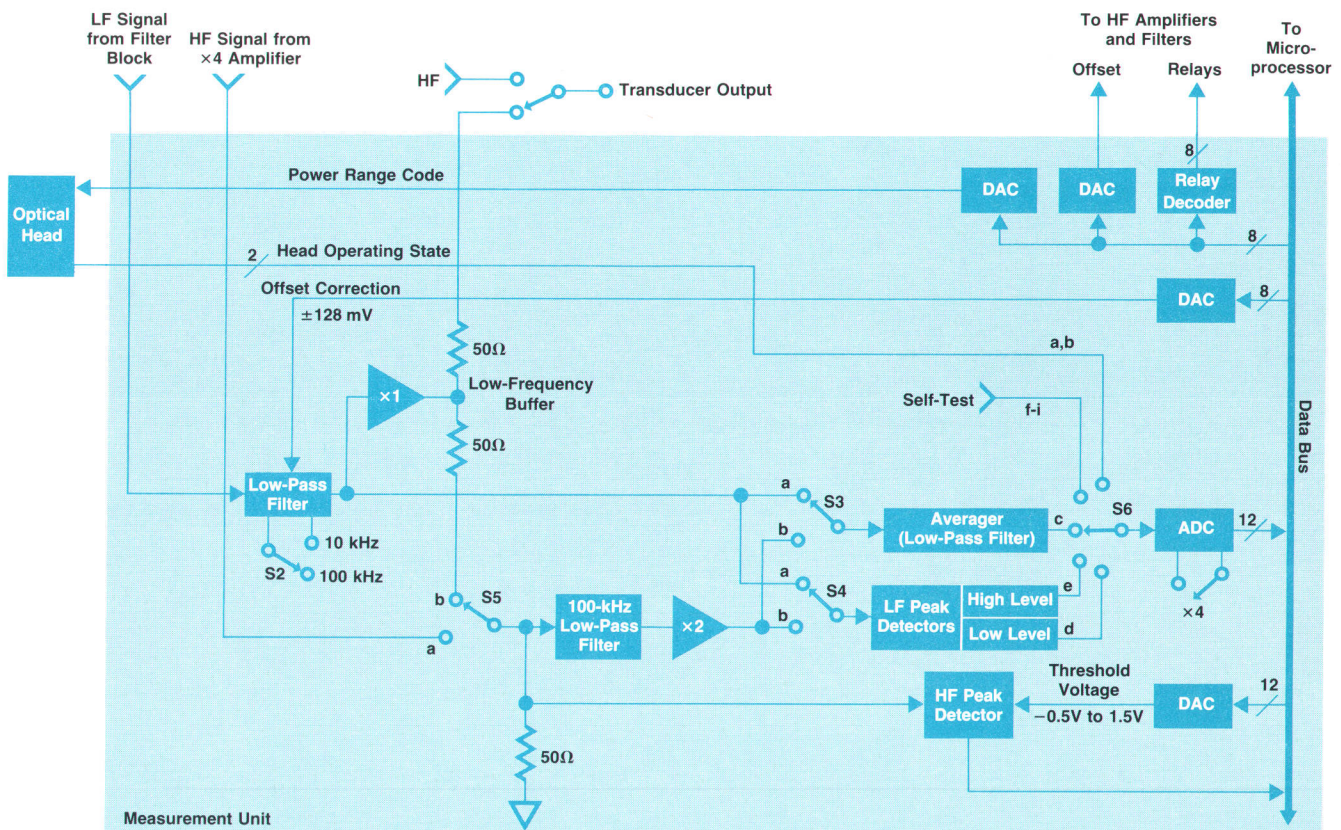 LF Signal
from Filter
Block
HF Signal from
×4 Amplifier
HF
Transducer Output
To HF Amplifiers
and Filters
Offset
Relays
To
Micro-
processor
8
Power Range Code
DAC
DAC
Relay
Decoder
Optical
Head
2
Head Operating State
8
Offset Correction
±128 mV
DAC
8
50Ω
a,b
×1
Low-Frequency
Buffer
Self-Test
f-i
50Ω
Data Bus
Low-Pass
Filter
a
S3
Averager
(Low-Pass Filter)
c
S6
ADC
12
10 kHz
S2
100 kHz
b
a
S4
×4
b
S5
100-kHz
Low-Pass
Filter
×2
b
LF Peak
Detectors
High Level
e
Low Level
d
a
HF Peak
Detector
Threshold
Voltage
−0.5V to 1.5V
DAC
12
50Ω
Measurement Unit